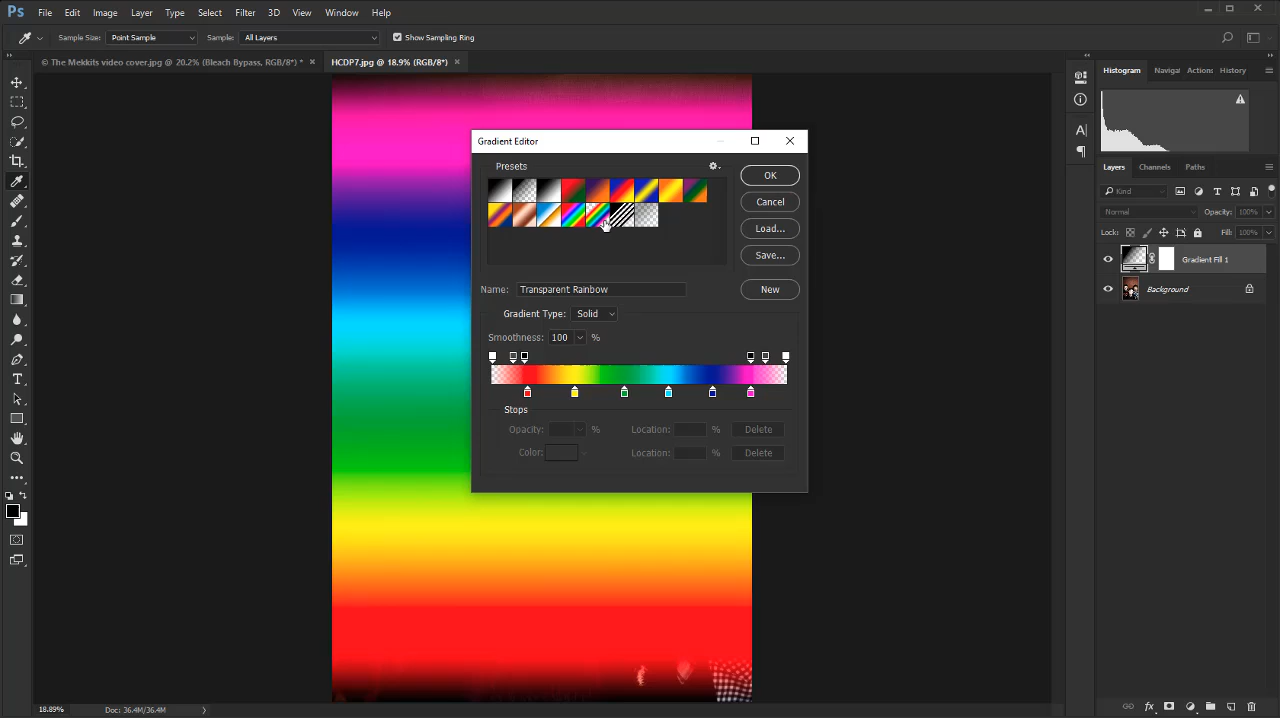 Ps File Edit Image Layer Type Select Filter 3D View Window Help
Sample Size: Point Sample Sample: All Layers Show Sampling Ring
© The Mekkits video cover.jpg @ 20.2% (Bleach Bypass, RGB/8*) * × HCDP7.jpg @ 18.9% (RGB/8*) ×
Histogram Navigat Actions History
Gradient Editor
Presets
OK
Cancel
Load...
Save...
Name: Transparent Rainbow
New
Gradient Type: Solid
Smoothness: 100 %
Stops
Opacity: % Location: % Delete
Color: Location: % Delete
Layers Channels Paths
Kind
Normal Opacity: 100%
Lock: Fill: 100%
Gradient Fill 1
Background
18.89% Doc: 36.4M/36.4M